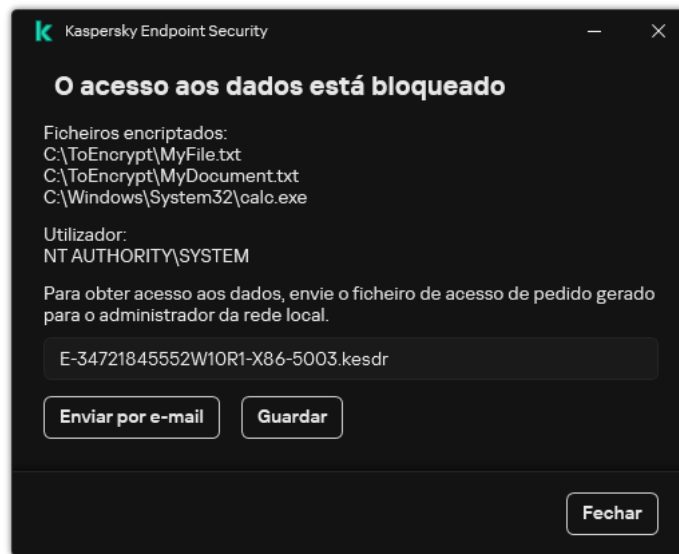 Kaspersky Endpoint Security
O acesso aos dados está bloqueado
Ficheiros encriptados:
C:\ToEncrypt\MyFile.txt
C:\ToEncrypt\MyDocument.txt
C:\Windows\System32\calc.exe
Utilizador:
NT AUTHORITY\SYSTEM
Para obter acesso aos dados, envie o ficheiro de acesso de pedido gerado
para o administrador da rede local.
E-34721845552W10R1-X86-5003.kesdr
Enviar por e-mail Guardar
Fechar